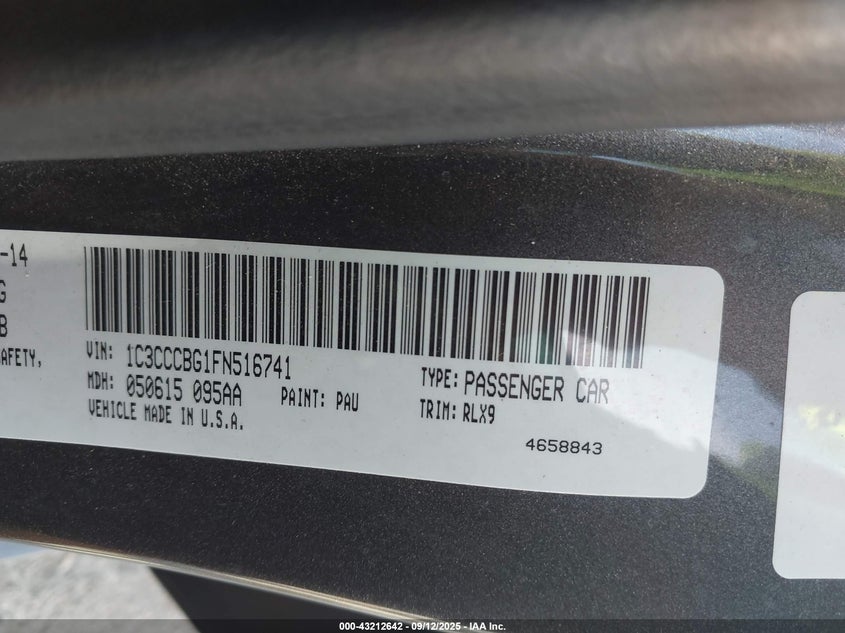 -14
G
B
AFETY,
VIN: 1C3CCCBG1FN516741
MDH: 050615 095AA
PAINT: PAU
VEHICLE MADE IN U.S.A.
TYPE: PASSENGER CAR
TRIM: RLX9
4658843
000-43212642 - 09/12/2025 - © IAA Inc.